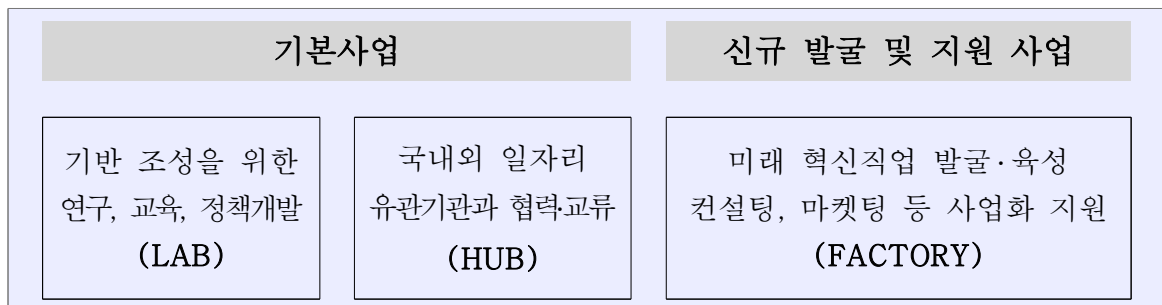 기본사업
신규 발굴 및 지원 사업
기반 조성을 위한
연구, 교육, 정책개발
(LAB)
국내외 일자리
유관기관과 협력·교류
(HUB)
미래 혁신직업 발굴·육성
컨설팅, 마켓팅 등 사업화 지원
(FACTORY)